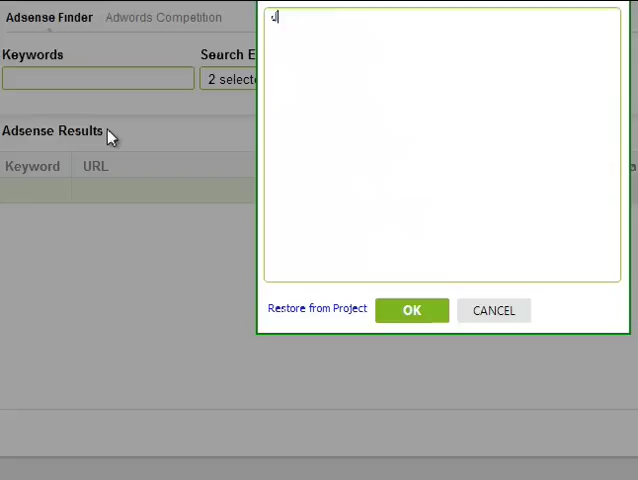 Adsense Finder Adwords Competition
Keywords Search E
2 selecte
Adsense Results
Keyword URL
Restore from Project OK CANCEL